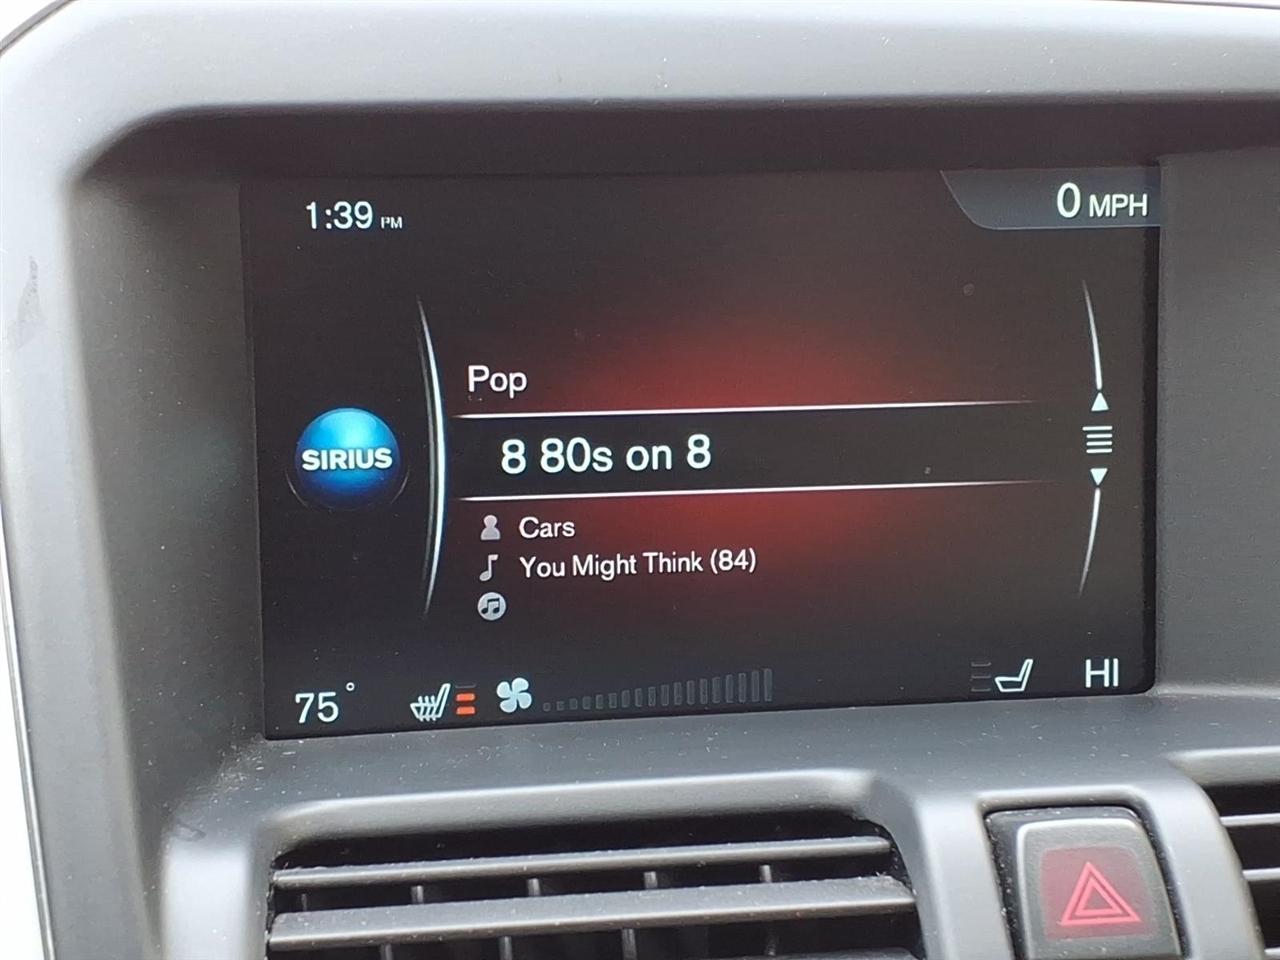 1:39 PM
0 MPH
Pop
SIRIUS
8 80s on 8
Cars
You Might Think (84)
75°
HI